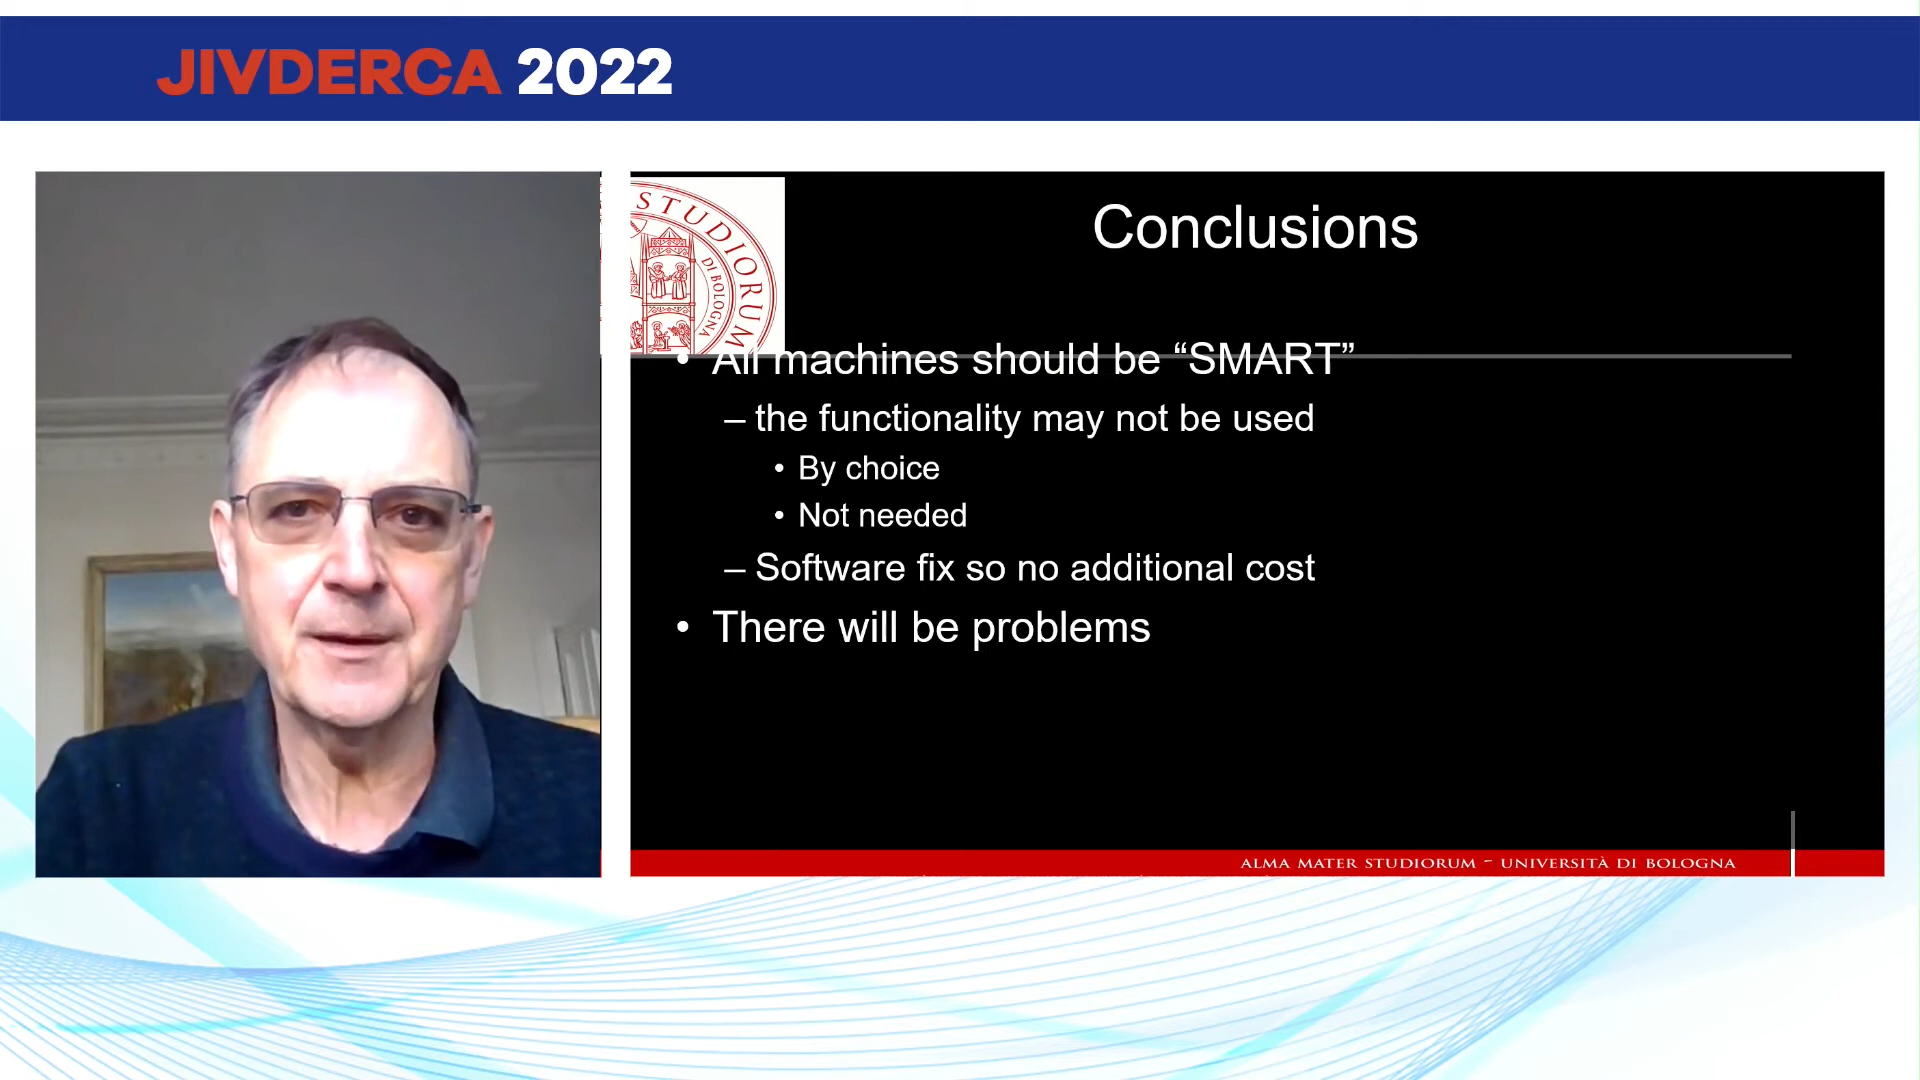 JIVDERCA 2022
STUDIORUM
DI BOLOGNA
Conclusions
• All machines should be “SMART”
– the functionality may not be used
• By choice
• Not needed
– Software fix so no additional cost
• There will be problems
ALMA MATER STUDIORUM - UNIVERSITÀ DI BOLOGNA